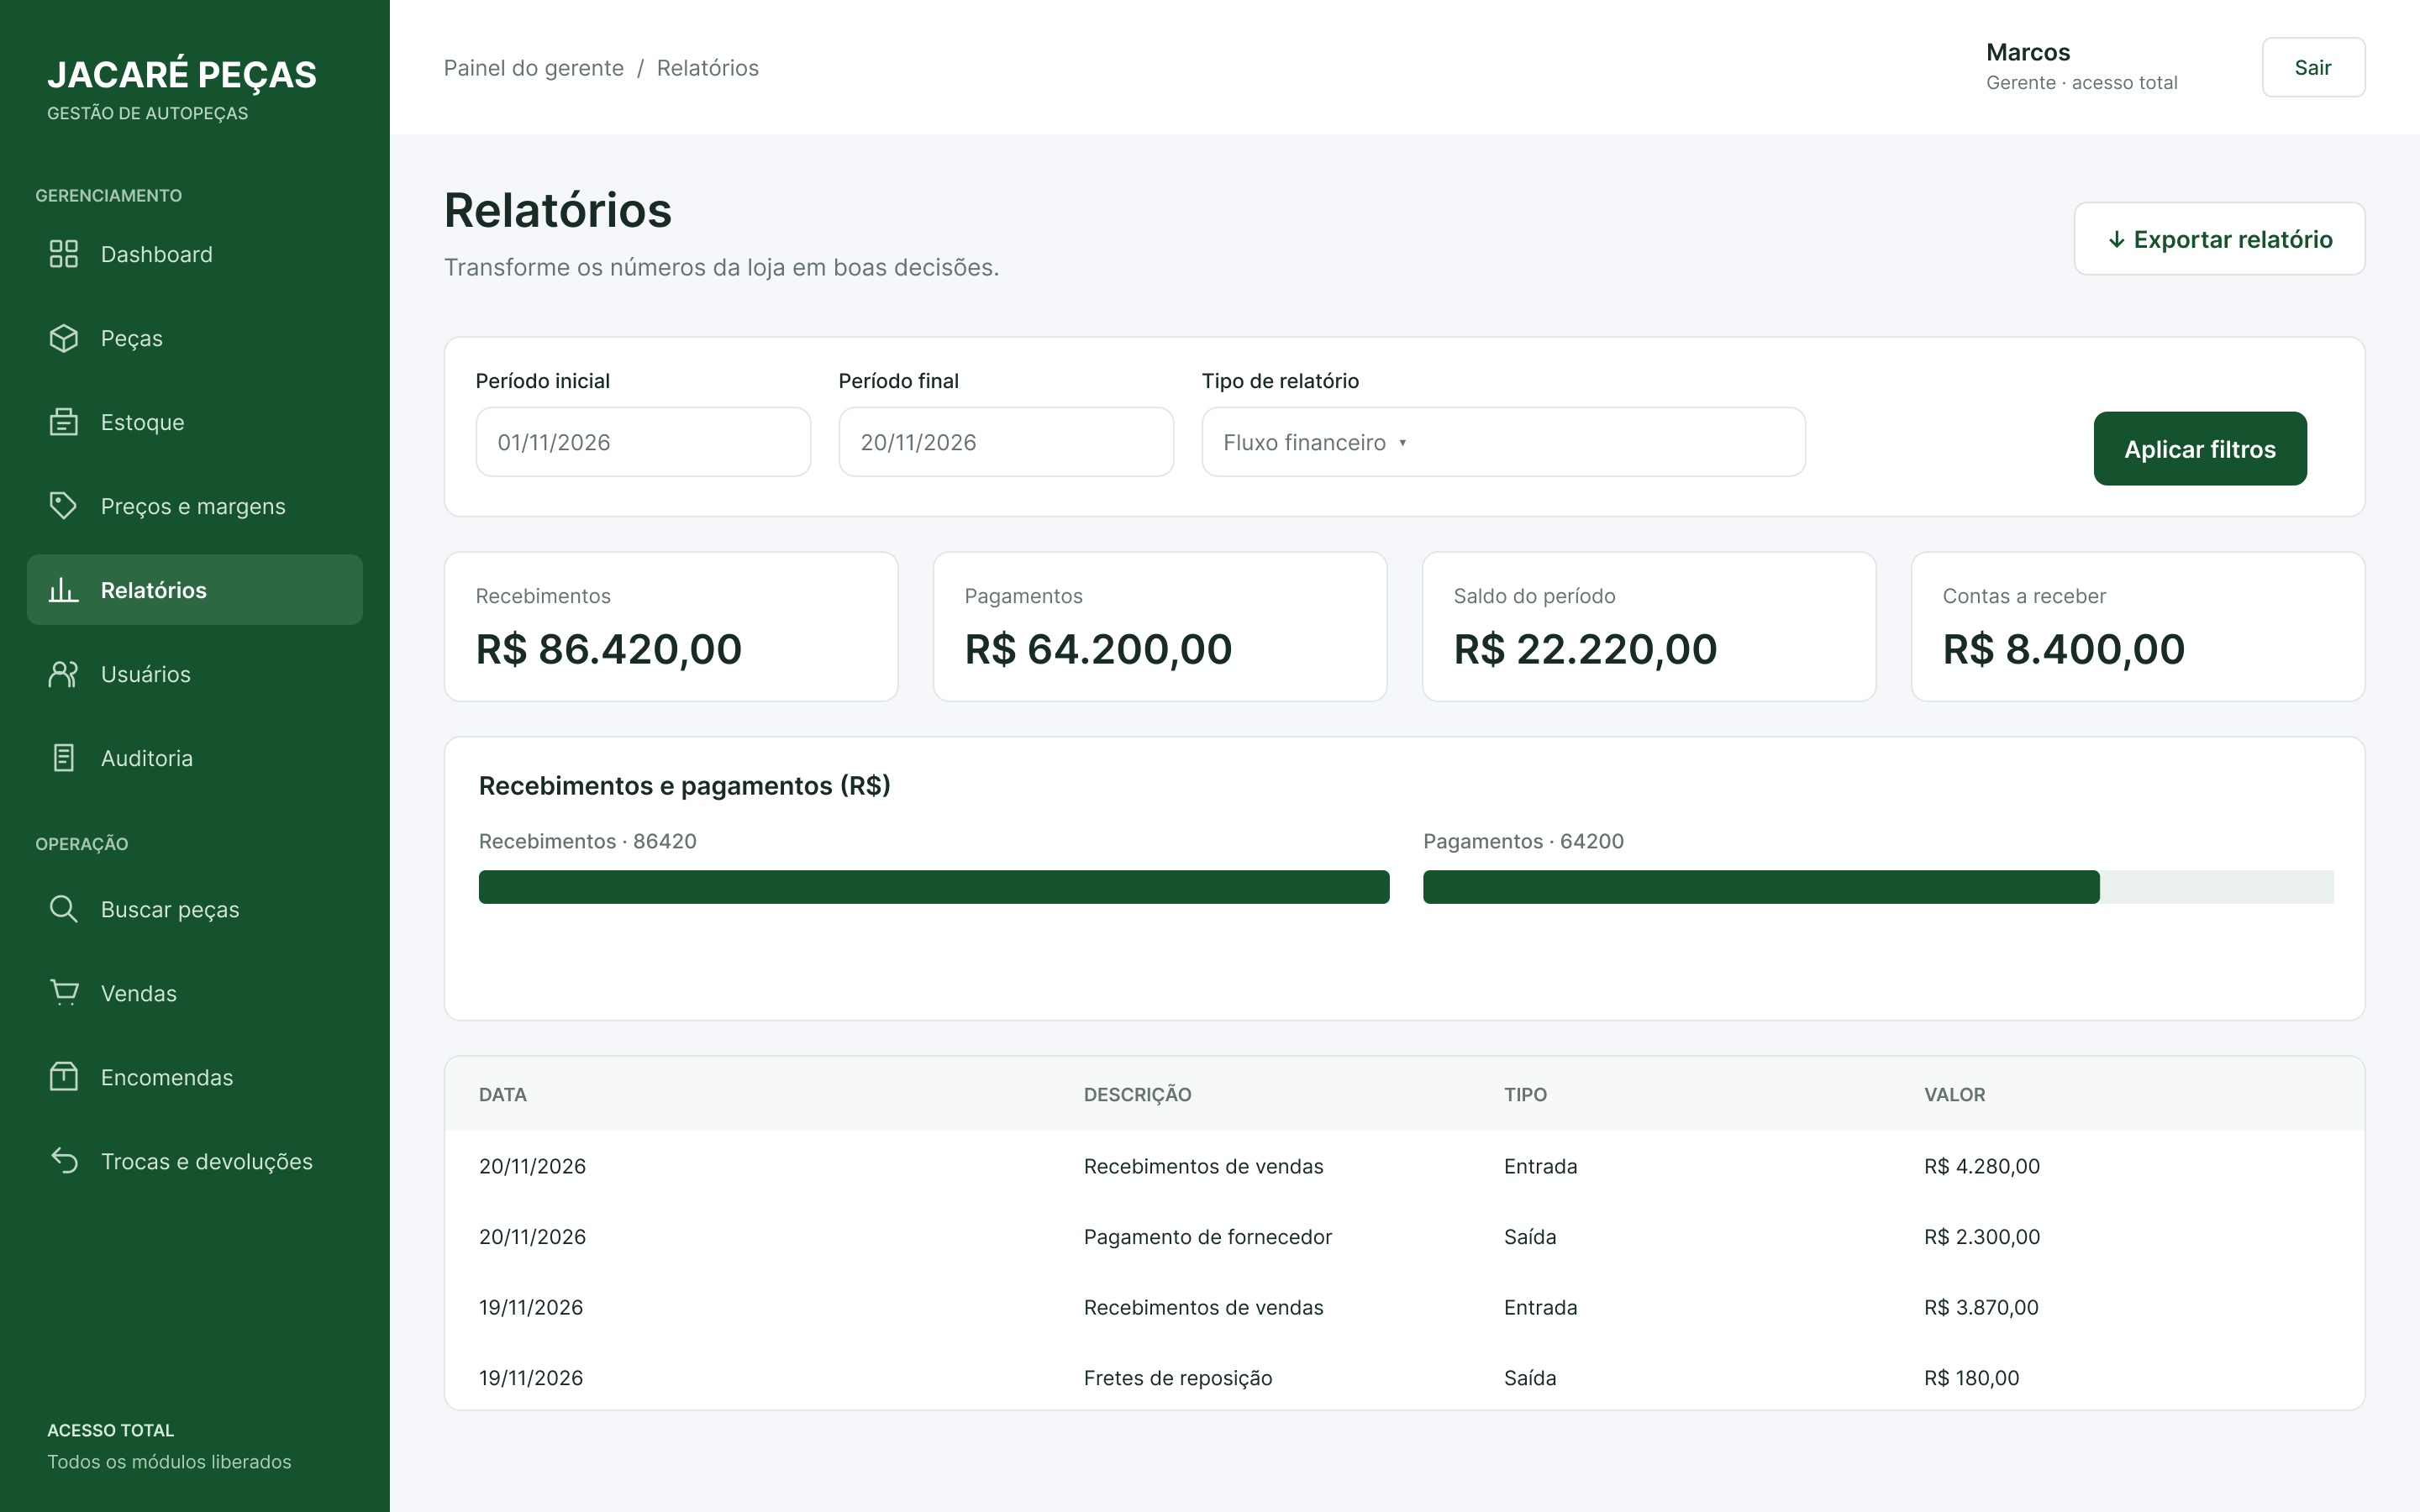 JACARÉ PEÇAS
GESTÃO DE AUTOPEÇAS
GERENCIAMENTO
Dashboard
Peças
Estoque
Preços e margens
Relatórios
Usuários
Auditoria
OPERAÇÃO
Buscar peças
Vendas
Encomendas
Trocas e devoluções
ACESSO TOTAL
Todos os módulos liberados
Painel do gerente / Relatórios
Marcos
Gerente · acesso total
Sair
Relatórios
Transforme os números da loja em boas decisões.
↓ Exportar relatório
Período inicial
01/11/2026
Período final
20/11/2026
Tipo de relatório
Fluxo financeiro ▾
Aplicar filtros
Recebimentos
R$ 86.420,00
Pagamentos
R$ 64.200,00
Saldo do período
R$ 22.220,00
Contas a receber
R$ 8.400,00
Recebimentos e pagamentos (R$)
Recebimentos · 86420
Pagamentos · 64200
DATA DESCRIÇÃO TIPO VALOR
20/11/2026 Recebimentos de vendas Entrada R$ 4.280,00
20/11/2026 Pagamento de fornecedor Saída R$ 2.300,00
19/11/2026 Recebimentos de vendas Entrada R$ 3.870,00
19/11/2026 Fretes de reposição Saída R$ 180,00